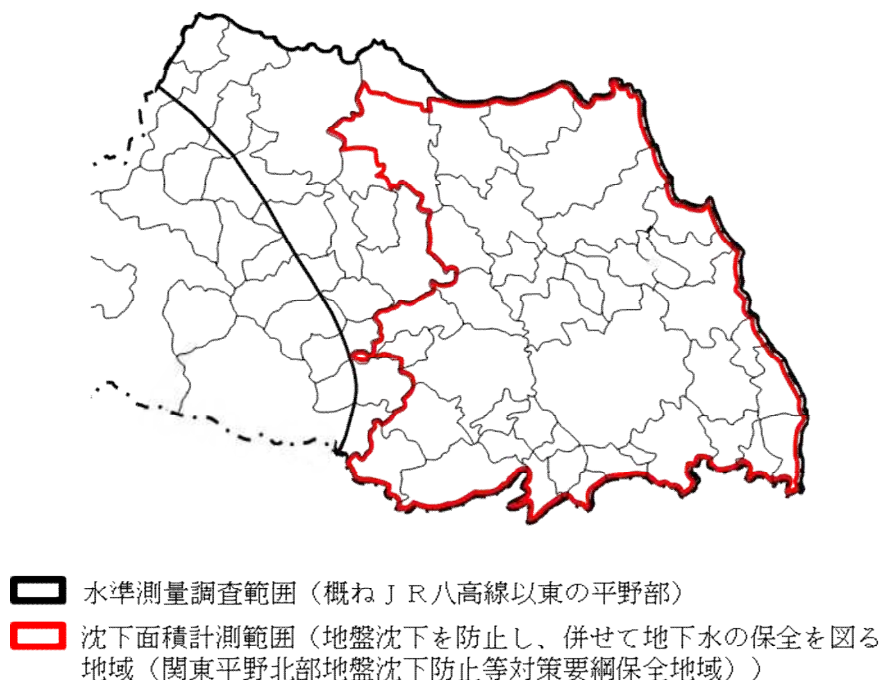 水準測量調査範囲（概ねＪＲ八高線以東の平野部）
沈下面積計測範囲（地盤沈下を防止し、併せて地下水の保全を図る
地域（関東平野北部地盤沈下防止等対策要綱保全地域））